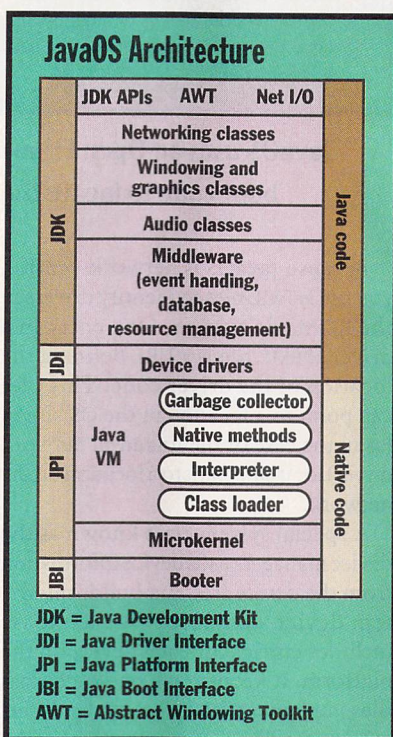 JavaOS Architecture
JDK APIs AWT Net I/O
Networking classes
Windowing and
graphics classes
Audio classes
Middleware
(event handing,
database,
resource management)
Device drivers
Garbage collector
Java
VM
Native methods
Interpreter
Class loader
Microkernel
Booter
JDK
JDI
JPI
JBI
Java code
Native code
JDK = Java Development Kit
JDI = Java Driver Interface
JPI = Java Platform Interface
JBI = Java Boot Interface
AWT = Abstract Windowing Toolkit